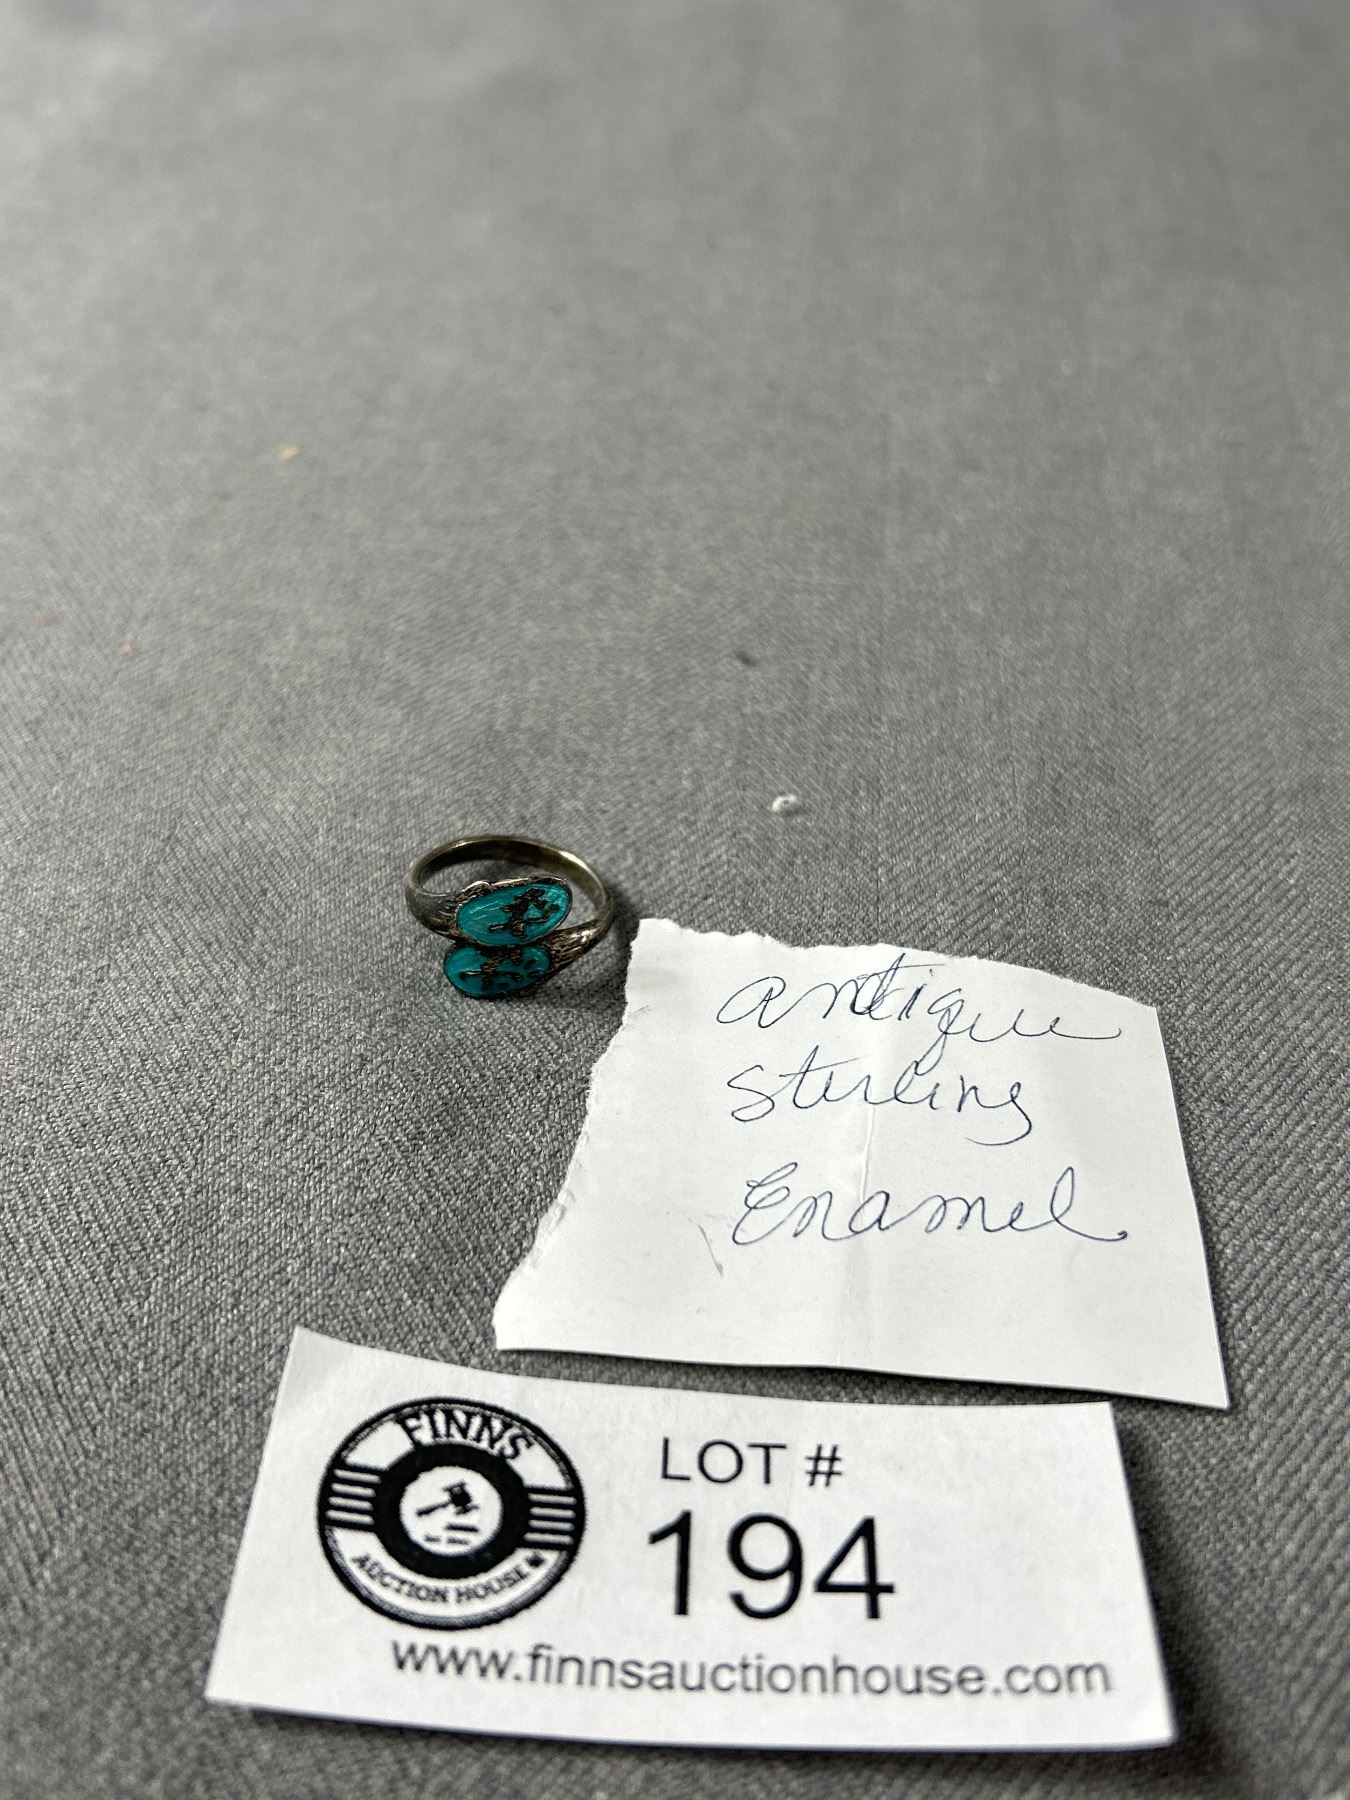 antique
sterling
Enamel
FINNS
AUCTION HOUSE
LOT #
194
www.finnsauctionhouse.com